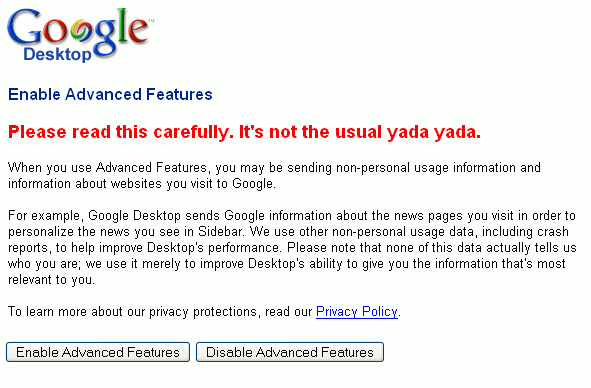 Google™
Desktop
Enable Advanced Features
Please read this carefully. It's not the usual yada yada.
When you use Advanced Features, you may be sending non-personal usage information and
information about websites you visit to Google.
For example, Google Desktop sends Google information about the news pages you visit in order to
personalize the news you see in Sidebar. We use other non-personal usage data, including crash
reports, to help improve Desktop's performance. Please note that none of this data actually tells us
who you are; we use it merely to improve Desktop's ability to give you the information that's most
relevant to you.
To learn more about our privacy protections, read our Privacy Policy.
Enable Advanced Features Disable Advanced Features